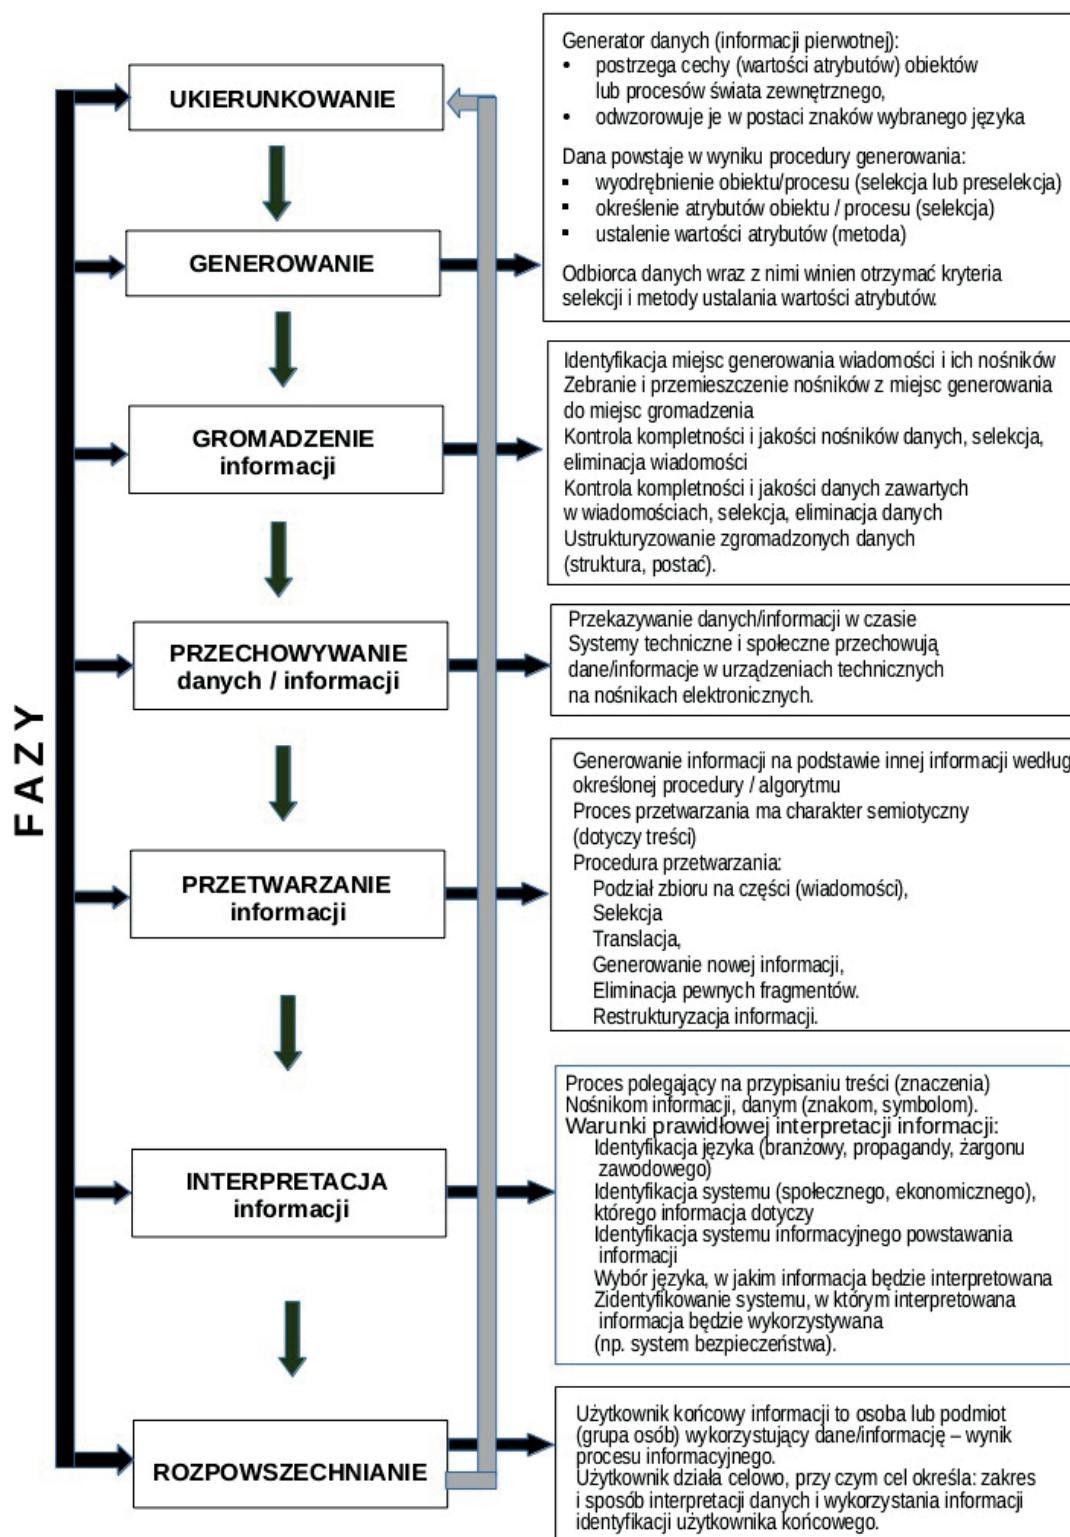 FAZY
UKIERUNKOWANIE
Generator danych (informacji pierwotnej):
• postrzega cechy (wartości atrybutów) obiektów
lub procesów świata zewnętrznego,
• odwzorowuje je w postaci znaków wybranego języka
Dana powstaje w wyniku procedury generowania:
▪ wyodrębnienie obiektu/procesu (selekcja lub preselekcja)
▪ określenie atrybutów obiektu / procesu (selekcja)
▪ ustalenie wartości atrybutów (metoda)
Odbiorca danych wraz z nimi winien otrzymać kryteria
selekcji i metody ustalania wartości atrybutów.
GENEROWANIE
GROMADZENIE
informacji
Identyfikacja miejsc generowania wiadomości i ich nośników
Zebranie i przemieszczenie nośników z miejsc generowania
do miejsc gromadzenia
Kontrola kompletności i jakości nośników danych, selekcja,
eliminacja wiadomości
Kontrola kompletności i jakości danych zawartych
w wiadomościach, selekcja, eliminacja danych
Ustrukturyzowanie zgromadzonych danych
(struktura, postać).
PRZECHOWYWANIE
danych / informacji
Przekazywanie danych/informacji w czasie
Systemy techniczne i społeczne przechowują
dane/informacje w urządzeniach technicznych
na nośnikach elektronicznych.
PRZETWARZANIE
informacji
Generowanie informacji na podstawie innej informacji według
określonej procedury / algorytmu
Proces przetwarzania ma charakter semiotyczny
(dotyczy treści)
Procedura przetwarzania:
Podział zbioru na części (wiadomości),
Selekcja
Translacja,
Generowanie nowej informacji,
Eliminacja pewnych fragmentów.
Restrukturyzacja informacji.
INTERPRETACJA
informacji
Proces polegający na przypisaniu treści (znaczenia)
Nośnikom informacji, danym (znakom, symbolom).
Warunki prawidłowej interpretacji informacji:
Identyfikacja języka (branżowy, propagandy, żargonu
zawodowego)
Identyfikacja systemu (społecznego, ekonomicznego),
którego informacja dotyczy
Identyfikacja systemu informacyjnego powstawania
informacji
Wybór języka, w jakim informacja będzie interpretowana
Zidentyfikowanie systemu, w którym interpretowana
informacja będzie wykorzystywana
(np. system bezpieczeństwa).
ROZPOWSZECHNIANIE
Użytkownik końcowy informacji to osoba lub podmiot
(grupa osób) wykorzystujący dane/informację – wynik
procesu informacyjnego.
Użytkownik działa celowo, przy czym cel określa: zakres
i sposób interpretacji danych i wykorzystania informacji
identyfikacji użytkownika końcowego.